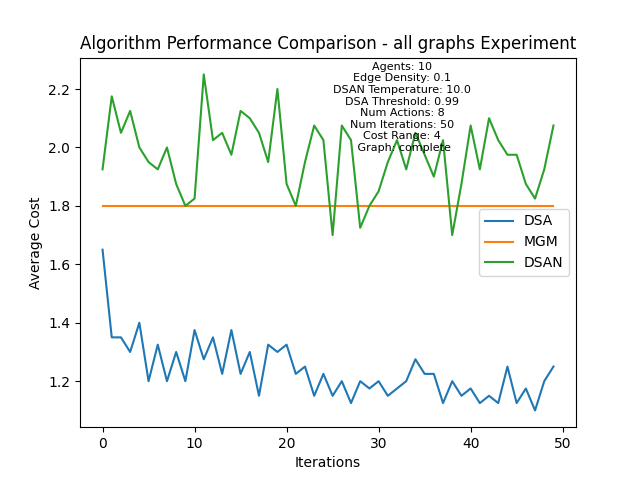 Algorithm Performance Comparison - all graphs Experiment
Agents: 10
Edge Density: 0.1
DSAN Temperature: 10.0
DSA Threshold: 0.99
Num Actions: 8
Num Iterations: 50
Cost Range: 4
Graph: complete
2.2
2.0
1.8
1.6
1.4
1.2
Average Cost
DSA
MGM
DSAN
0 10 20 30 40 50
Iterations